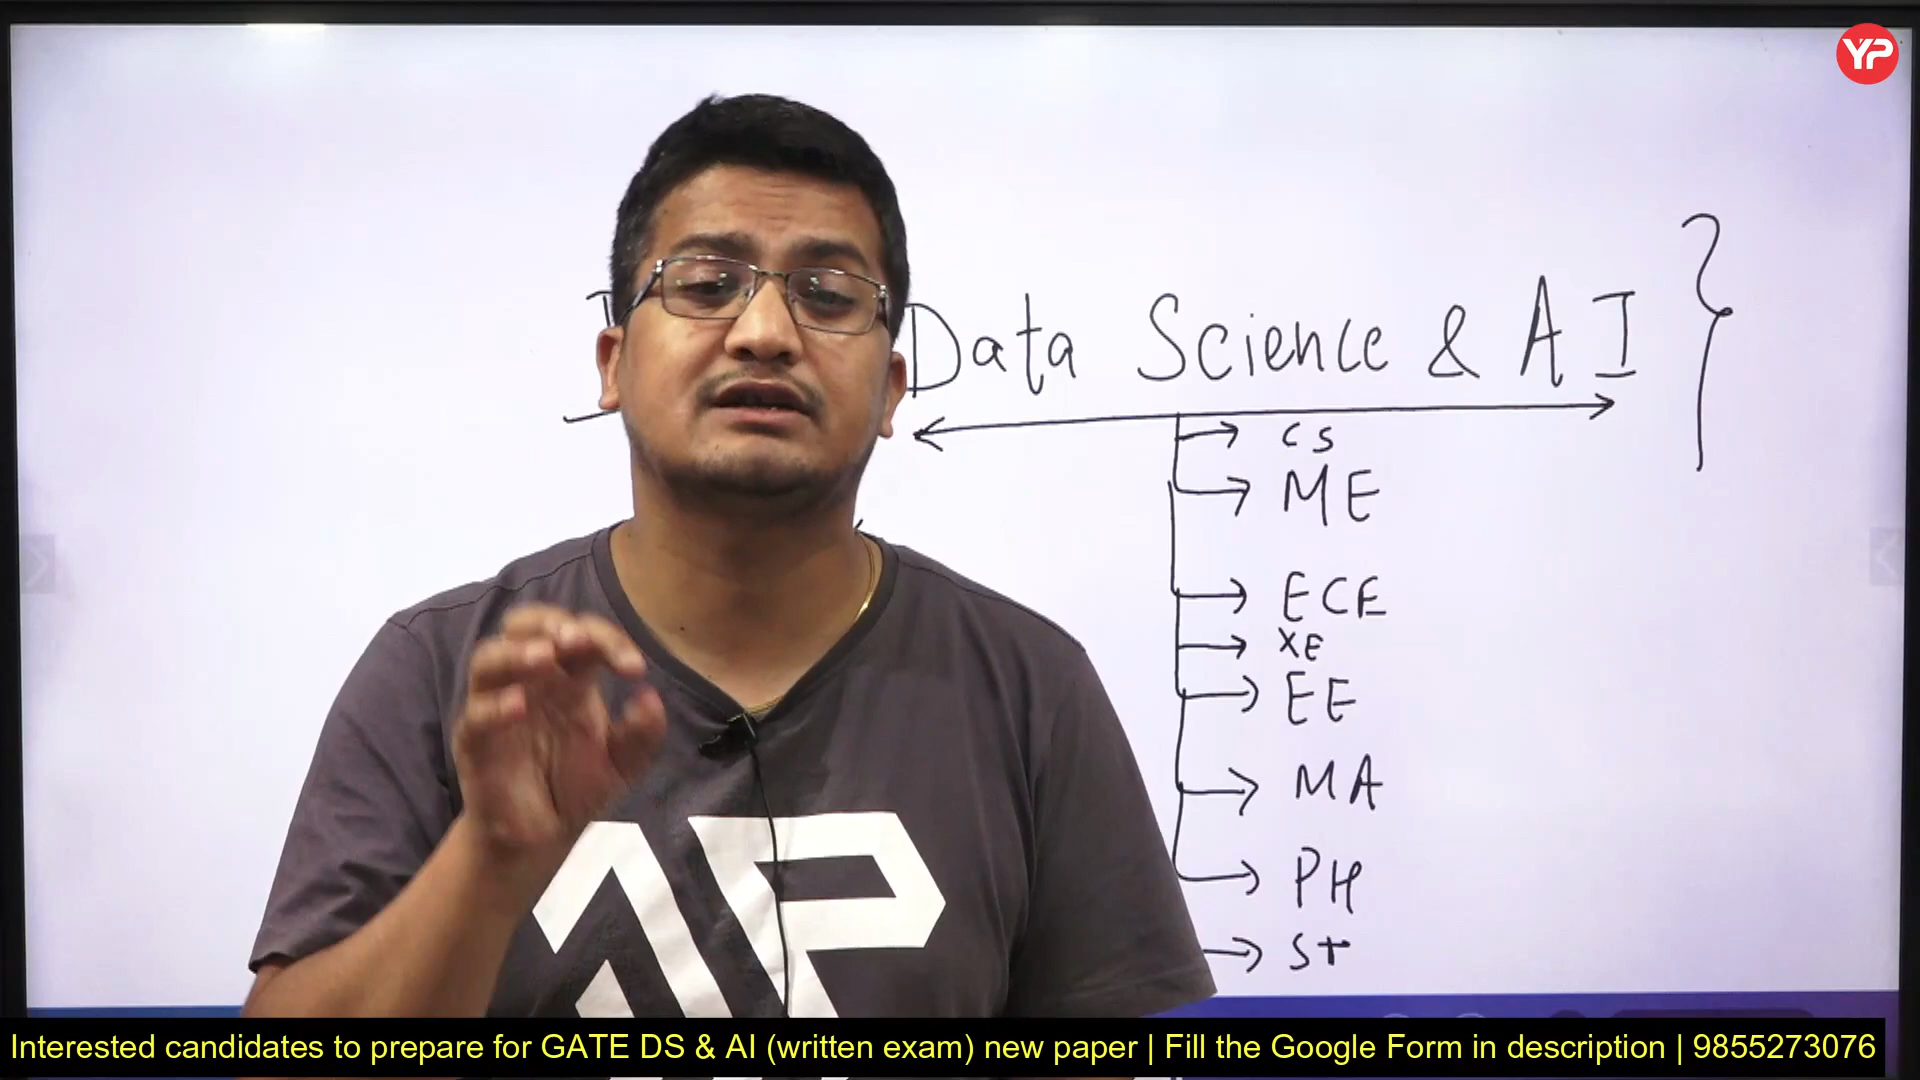 YP
Data Science & AI
CS
ME
ECE
XE
EE
MA
PH
ST
YP
Interested candidates to prepare for GATE DS & AI (written exam) new paper | Fill the Google Form in description | 9855273076